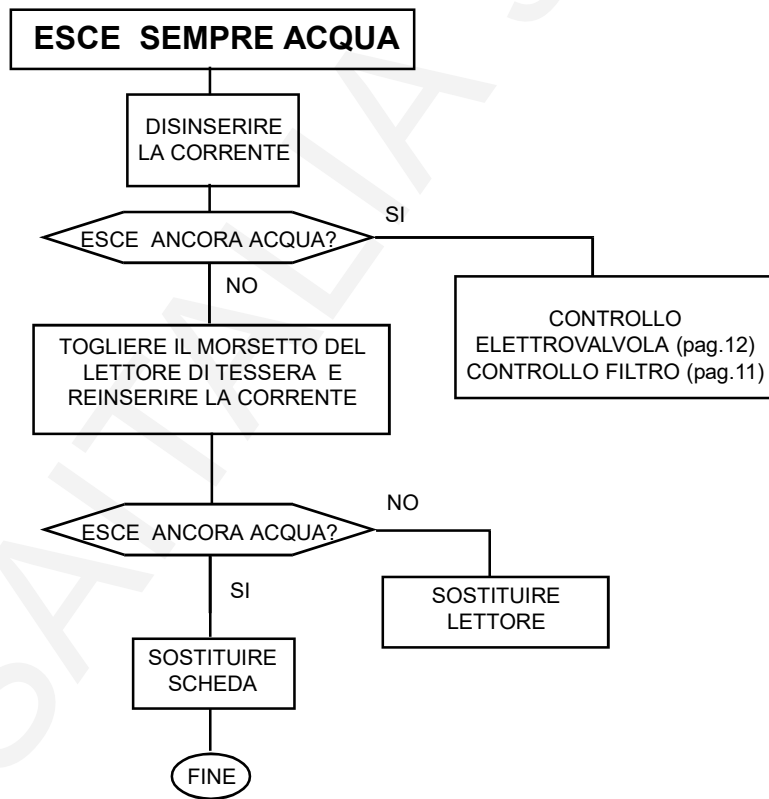 ESCE SEMPRE ACQUA
DISINSERIRE
LA CORRENTE
ESCE ANCORA ACQUA?
SI
NO
CONTROLLO
ELETTROVALVOLA (pag.12)
CONTROLLO FILTRO (pag.11)
TOGLIERE IL MORSETTO DEL
LETTORE DI TESSERA E
REINSERIRE LA CORRENTE
ESCE ANCORA ACQUA?
NO
SI
SOSTITUIRE
LETTORE
SOSTITUIRE
SCHEDA
FINE
SAITALIA